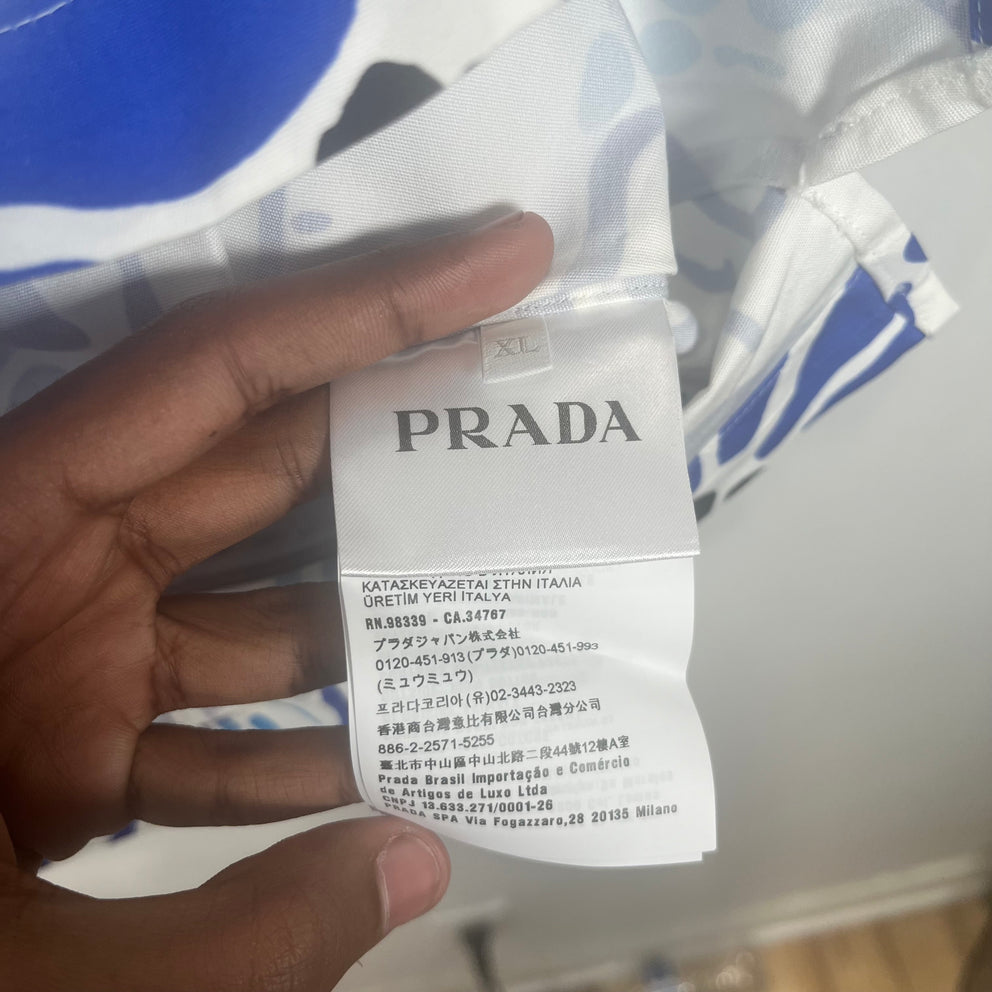 XL
PRADA
ΚΑΤΑΣΚΕΥΑΖΕΤΑΙ ΣΤΗΝ ΙΤΑΛΙΑ
ÜRETİM YERİ İTALYA
RN.98339 - CA.34767
プラダジャパン株式会社
0120-451-913(プラダ)0120-451-993
(ミュウミュウ)
프라다코리아(유)02-3443-2323
香港商台灣意比有限公司台灣分公司
886-2-2571-5255
臺北市中山區中山北路二段44號12樓A室
Prada Brasil Importação e Comércio
de Artigos de Luxo Ltda
CNPJ 13.633.271/0001-26
PRADA SPA Via Fogazzaro,28 20135 Milano